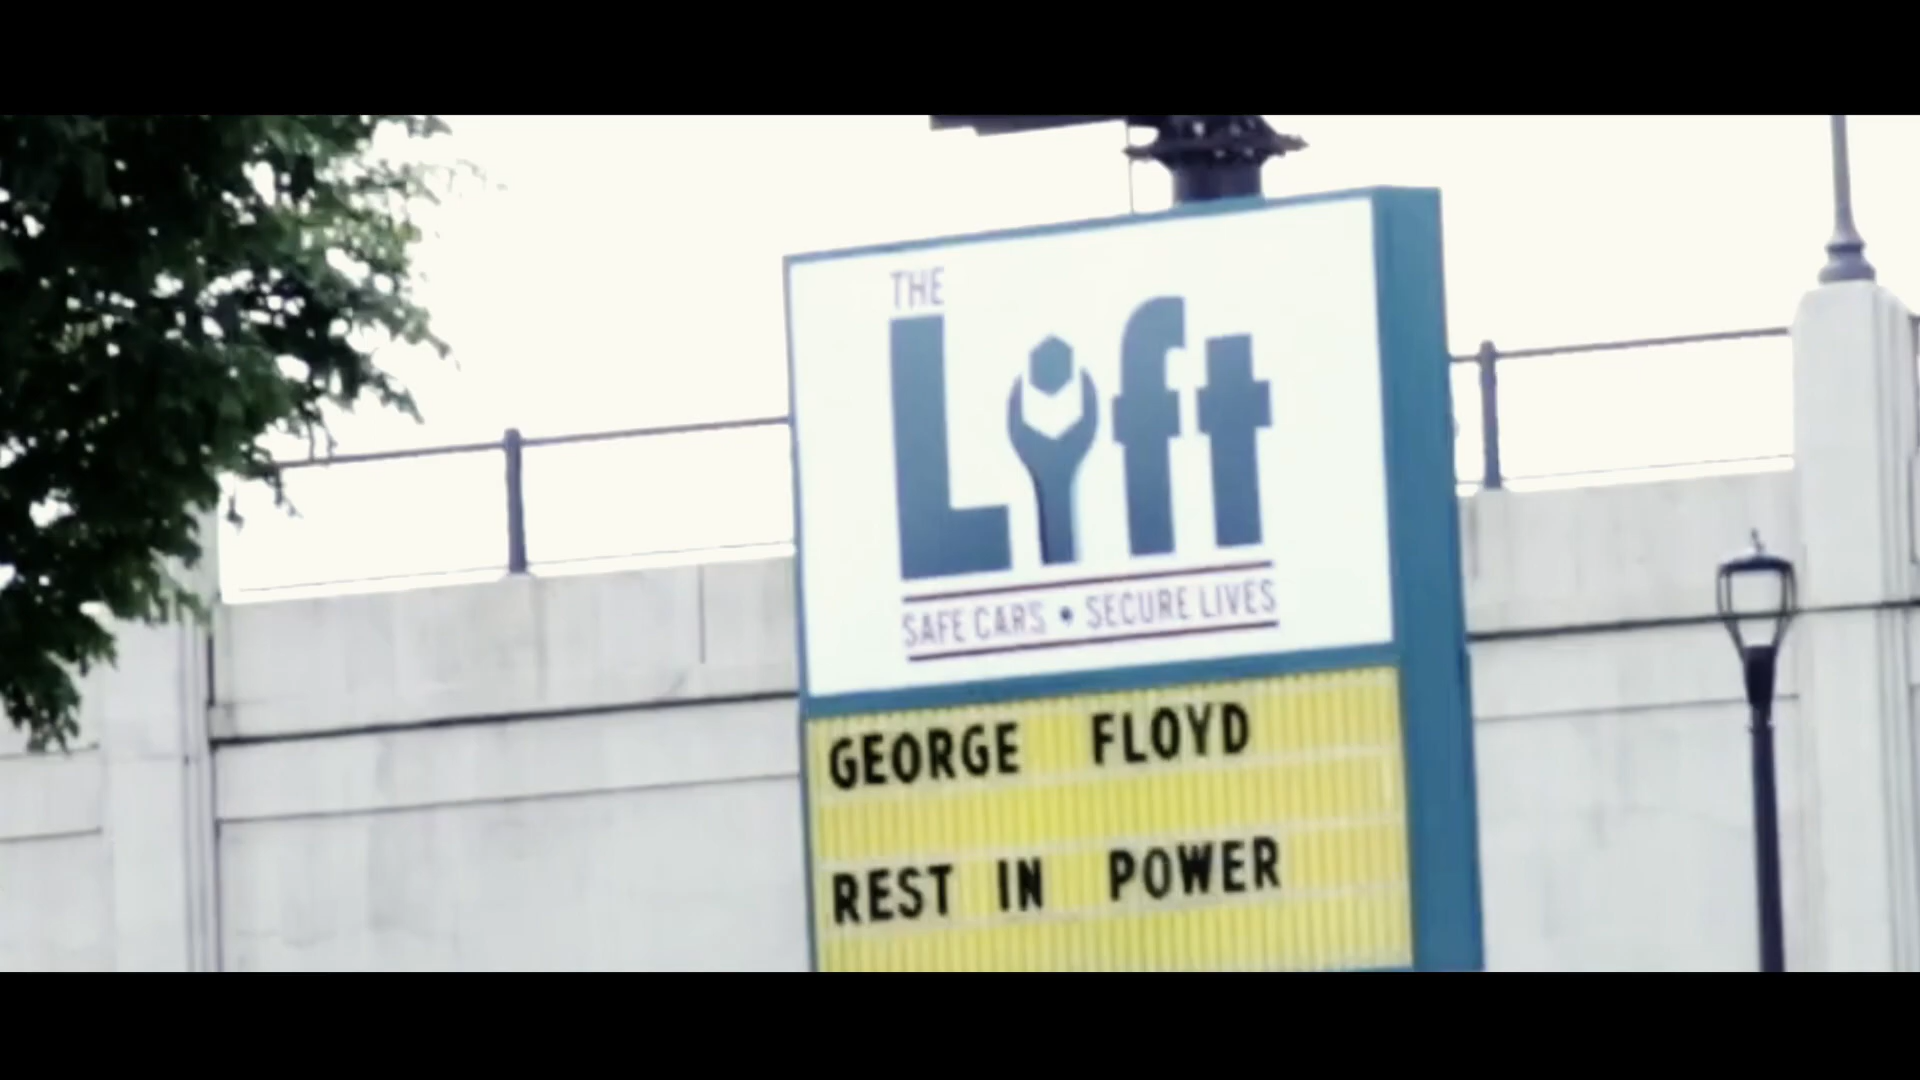 THE
Lift
SAFE CARS • SECURE LIVES
GEORGE FLOYD
REST IN POWER